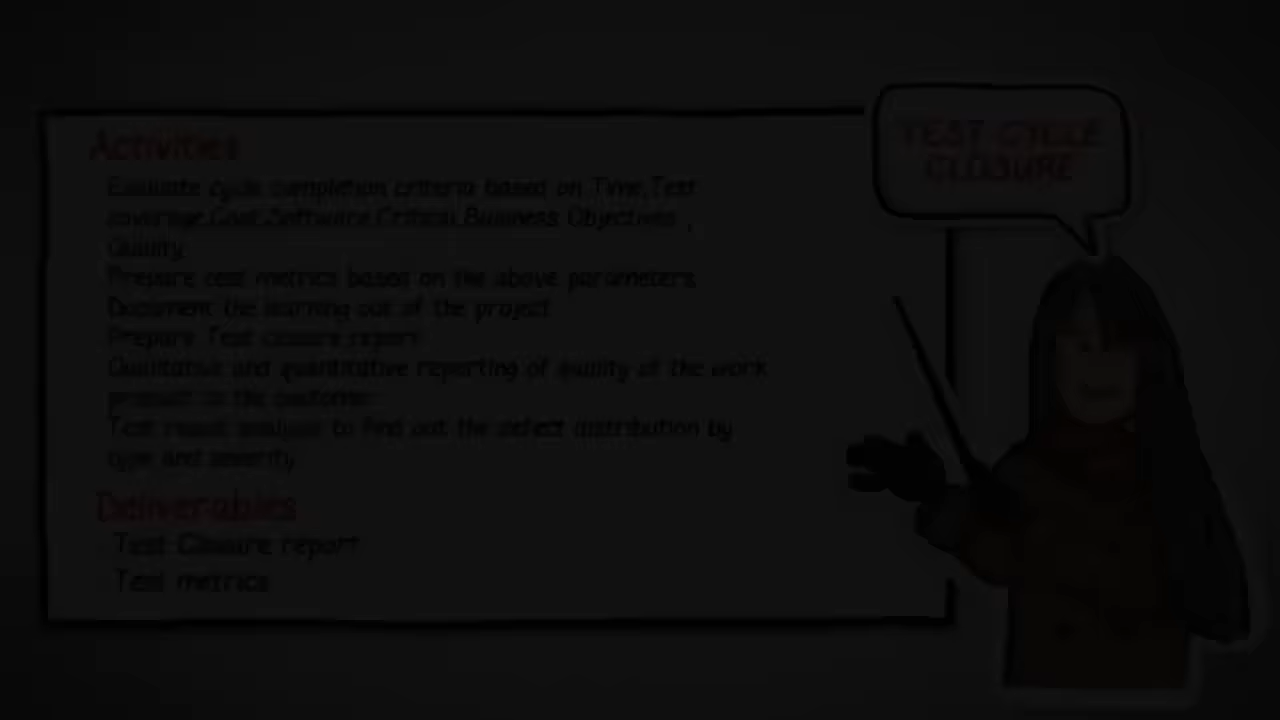 TEST CYCLE
CLOSURE
Activities
Evaluate cycle completion criteria based on Time,Test
coverage,Cost,Software,Critical Business Objectives ,
Quality.
Prepare test metrics based on the above parameters.
Document the learning out of the project
Prepare Test closure report
Qualitative and quantitative reporting of quality of the work
product to the customer.
Test result analysis to find out the defect distribution by
type and severity.
Deliverables
Test Closure report
Test metrics